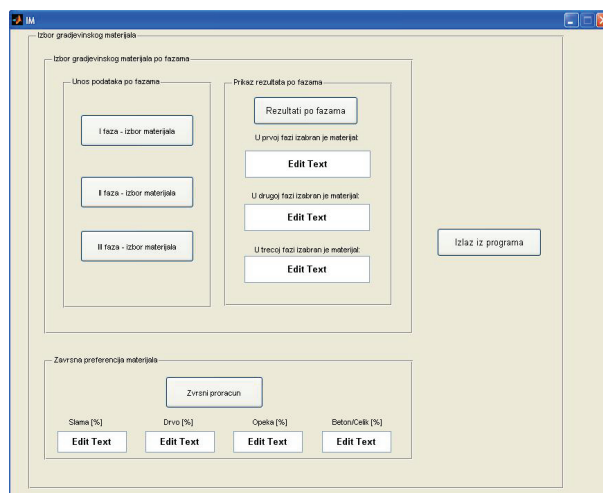 IM
Izbor gradjevinskog materijala
Izbor gradjevinskog materijala po fazama
Unos podataka po fazama
I faza - izbor materijala
II faza - izbor materijala
III faza - izbor materijala
Prikaz rezultata po fazama
Rezultati po fazama
U prvoj fazi izabran je materijal:
Edit Text
U drugoj fazi izabran je materijal:
Edit Text
U trecoj fazi izabran je materijal:
Edit Text
Izlaz iz programa
Zavrsna preferencija materijala
Zvrsni proracun
Slama [%] Drvo [%] Opeka [%] Beton/Celik [%]
Edit Text Edit Text Edit Text Edit Text